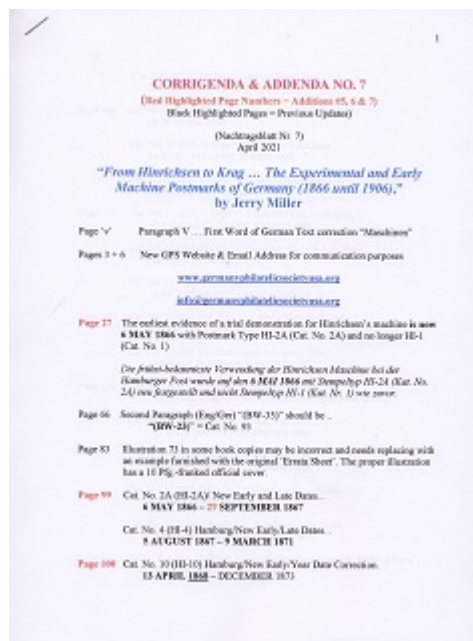 1
CORRIGENDA & ADDENDA NO. 7
(Red Highlighted Page Numbers = Additions #5, 6 & 7)
Block Highlighted Pages = Previous Updates)
(Nachtragsblatt Nr. 7)
April 2021
“From Hinrichsen to Krag … The Experimental and Early
Machine Postmarks of Germany (1866 until 1906),”
by Jerry Miller
Page ‘v’ Paragraph V … First Word of German Text correction “Maschinen”
Pages 3 + 6 New GPS Website & Email Address for communication purposes
www.germanyphilatelicsocietyusa.org
info@germanyphilatelicsocietyusa.org
Page 27 The earliest evidence of a trial demonstration for Hinrichsen’s machine is now
6 MAY 1866 with Postmark Type HI-2A (Cat. No. 2A) and no longer HI-1
(Cat. No. 1)
Die frühst-bekannteste Verwendung der Hinrichsen Maschine bei der
Hamburger Post wurde auf den 6 MAI 1866 mit Stempeltyp HI-2A (Kat. No.
2A) neu festgestellt und nicht Stempeltyp HI-1 (Kat. Nr. 1) wie zuvor.
Page 66 Second Paragraph (Eng/Grr) “(BW-35)” should be ..
“(BW-23)” = Cat. No. 93
Page 83 Illustration 73 in some book copies may be incorrect and needs replacing with
an example furnished with the original ‘Errata Sheet’. The proper illustration
has a 10 Pfg.-franked official cover.
Page 99 Cat. No. 2A (HI-2A)/ New Early and Late Dates…
6 MAY 1866 – 29 SEPTEMBER 1867
Cat. No. 4 (HI-4) Hamburg/New Early/Late Dates…
5 AUGUST 1867 – 9 MARCH 1871
Page 100 Cat. No. 10 (HI-10) Hamburg/New Early/Year Date Correction.
13 APRIL 1868 – DECEMBER 1873